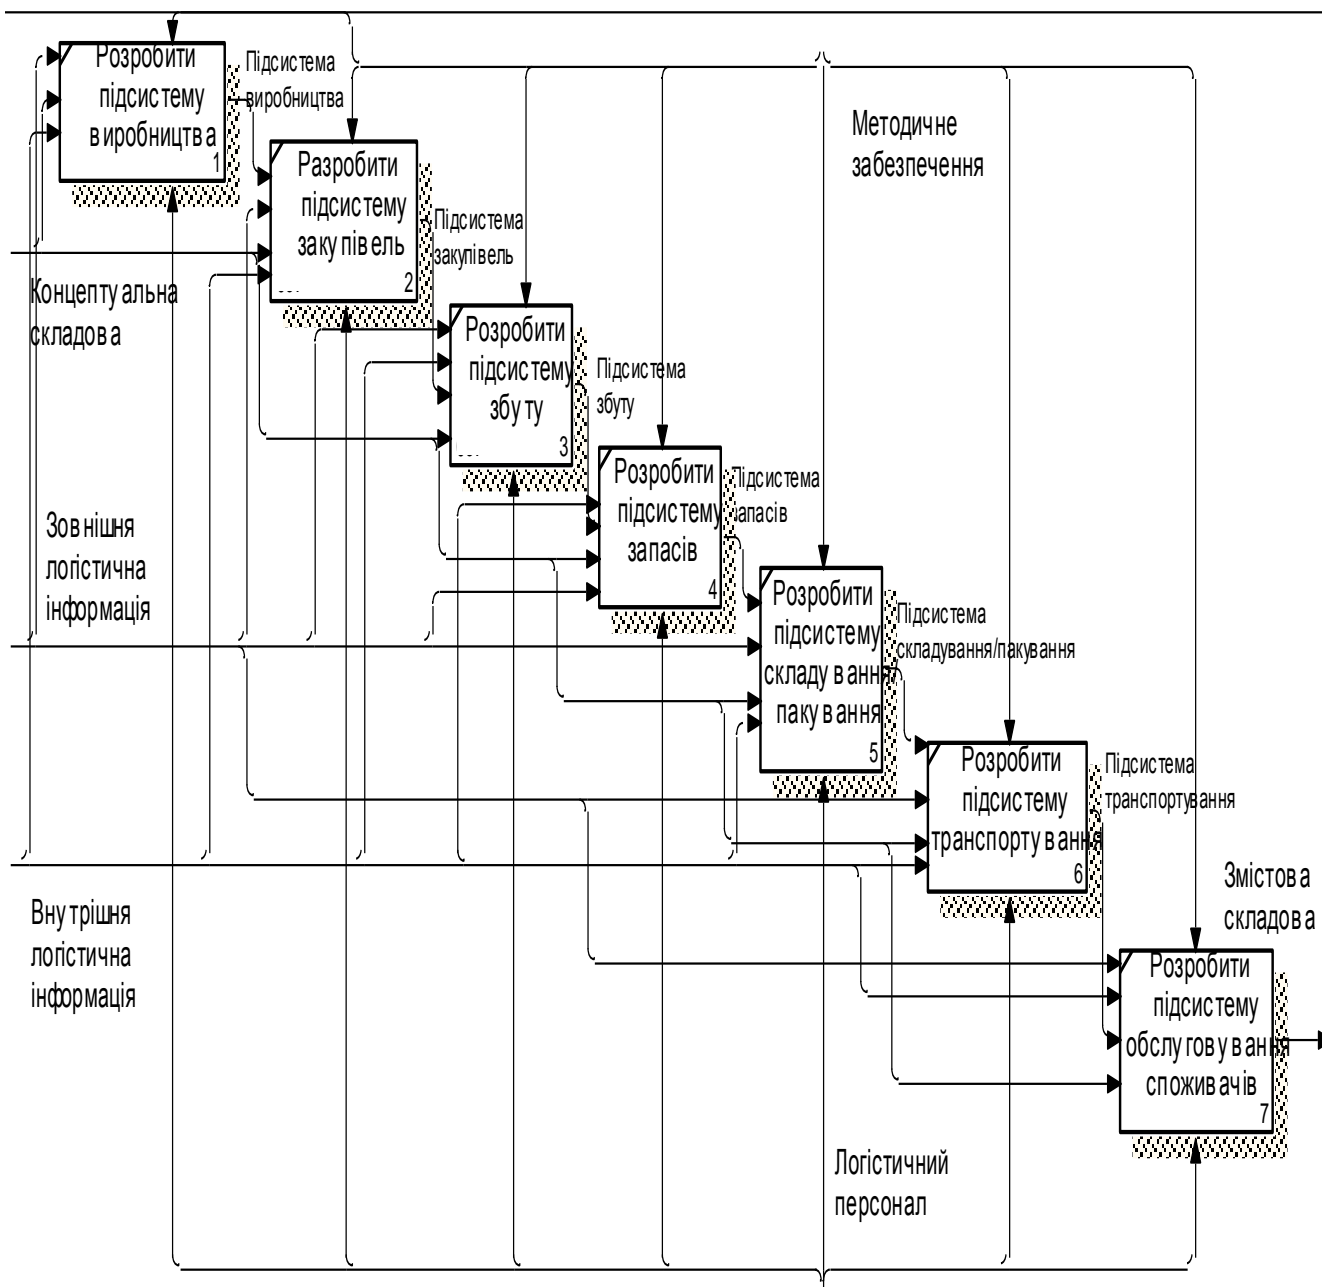 Розробити
підсистему
виробництва
1
Підсистема
виробництва
Методичне
забезпечення
Разробити
підсистему
закупівель
2
Підсистема
закупівель
Концептуальна
складова
Розробити
підсистему
збуту
3
Підсистема
збуту
Розробити
підсистему
запасів
4
Підсистема
апасів
Зовнішня
логістична
інформація
Розробити
підсистему
складування/
пакування
5
Підсистема
складування/пакування
Розробити
підсистему
транспортування
6
Підсистема
транспортування
Змістова
складова
Внутрішня
логістична
інформація
Розробити
підсистему
обслуговування
споживачів
7
Логістичний
персонал